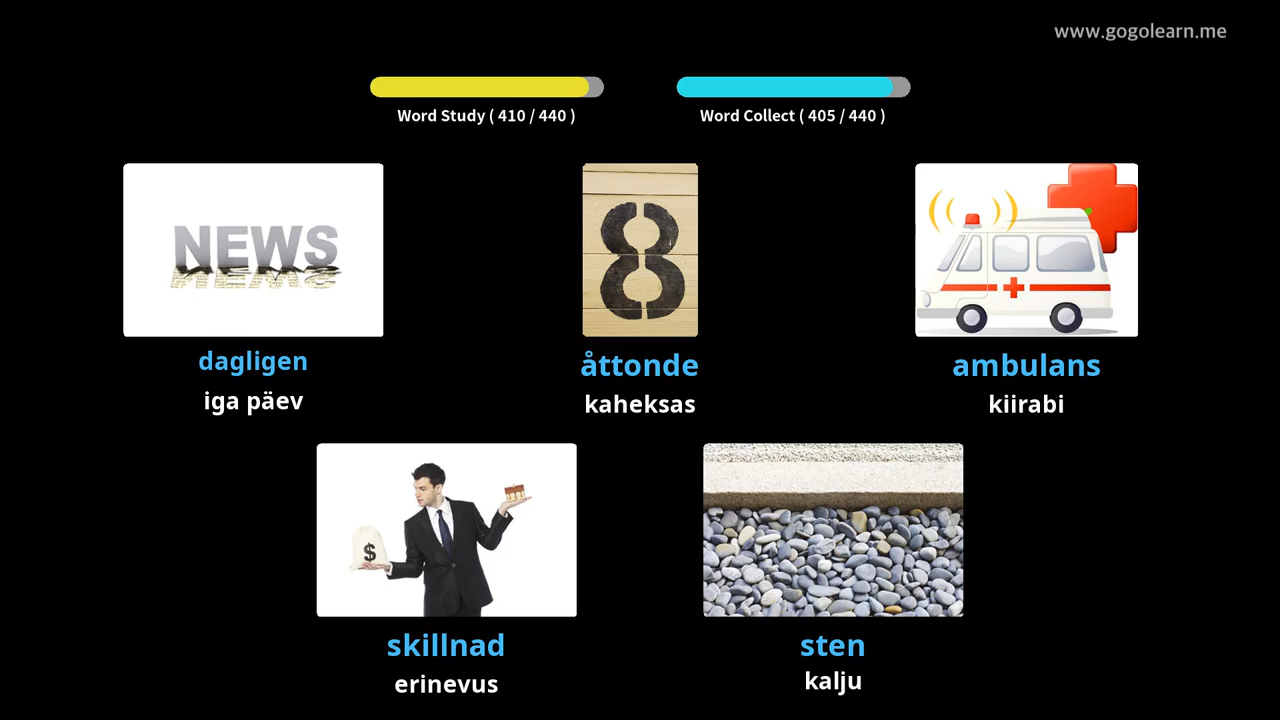 www.gogolearn.me
Word Study ( 410 / 440 )
Word Collect ( 405 / 440 )
NEWS
8
dagligen
åttonde
ambulans
iga päev
kaheksas
kiirabi
$
skillnad
sten
erinevus
kalju